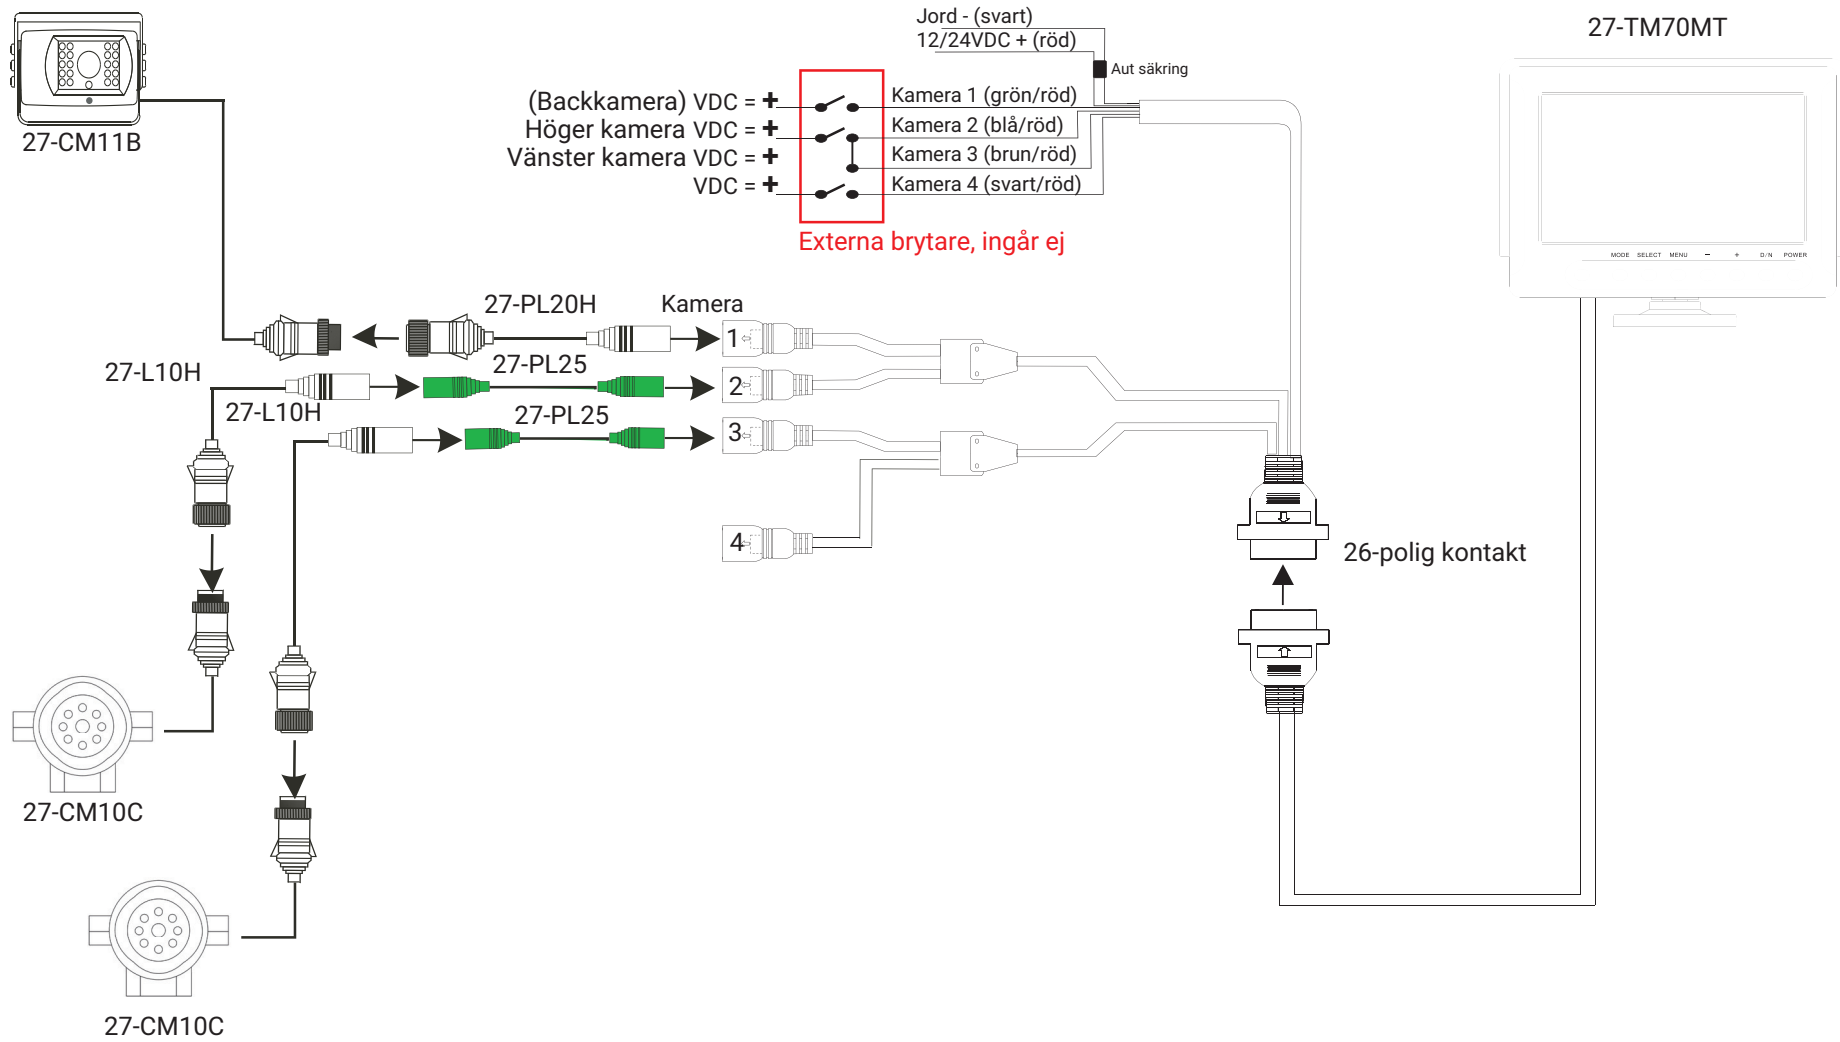 Jord - (svart)
12/24VDC + (röd)
27-TM70MT
Aut säkring
(Backkamera) VDC = +
Kamera 1 (grön/röd)
Höger kamera VDC = +
Kamera 2 (blå/röd)
Vänster kamera VDC = +
Kamera 3 (brun/röd)
VDC = +
Kamera 4 (svart/röd)
Externa brytare, ingår ej
27-CM11B
MODE SELECT MENU − + D/N POWER
27-PL20H
Kamera
1
27-L10H
27-PL25
2
27-L10H
27-PL25
3
4
26-polig kontakt
27-CM10C
27-CM10C